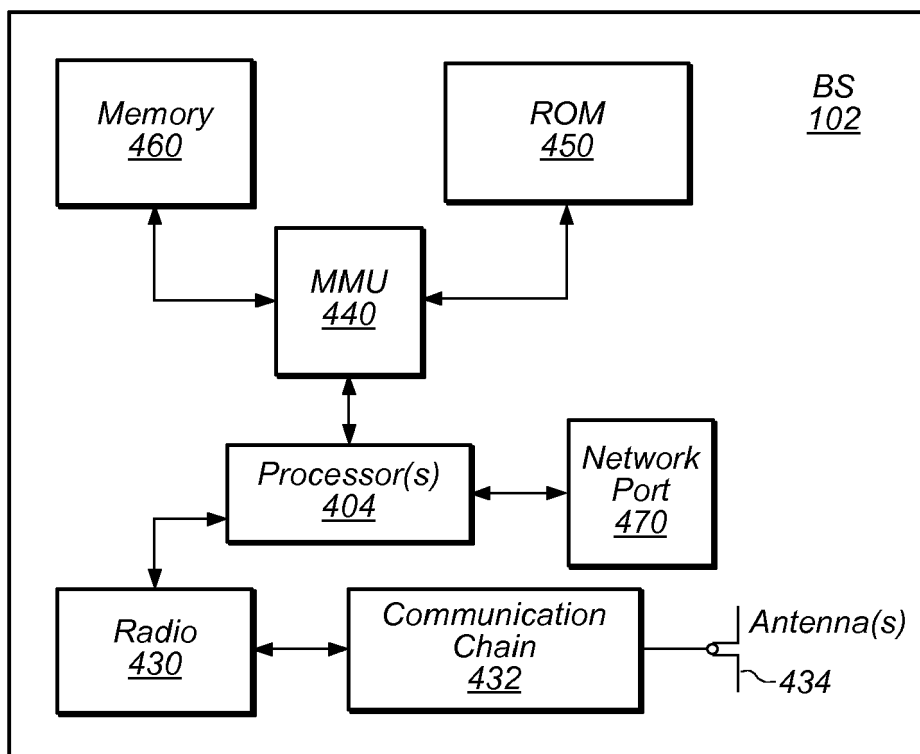 Memory
460
ROM
450
BS
102
MMU
440
Processor(s)
404
Network
Port
470
Radio
430
Communication
Chain
432
Antenna(s)
434